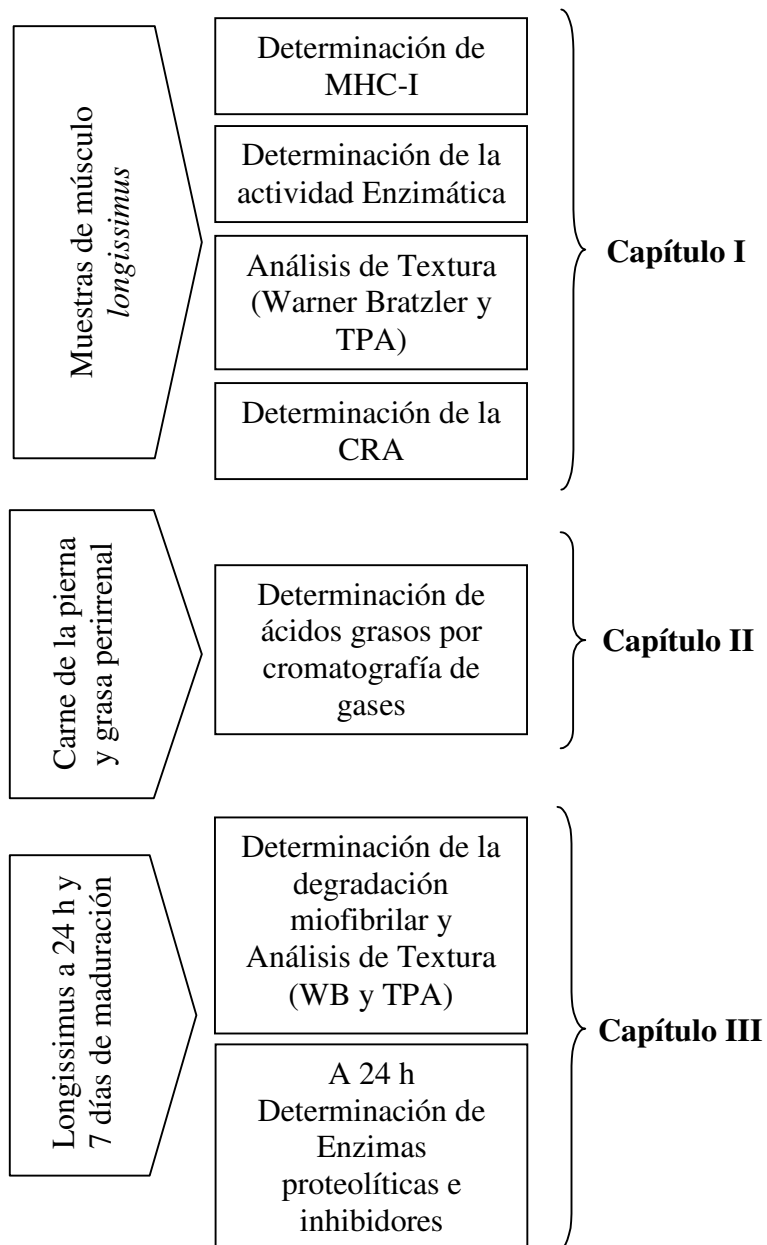 Muestras de músculo
longissimus
Determinación de
MHC-I
Determinación de la
actividad Enzimática
Análisis de Textura
(Warner Bratzler y
TPA)
Determinación de la
CRA
Capítulo I
Carne de la pierna
y grasa perirrenal
Determinación de
ácidos grasos por
cromatografía de
gases
Capítulo II
Longissimus a 24 h y
7 días de maduración
Determinación de la
degradación
miofibrilar y
Análisis de Textura
(WB y TPA)
A 24 h
Determinación de
Enzimas
proteolíticas e
inhibidores
Capítulo III